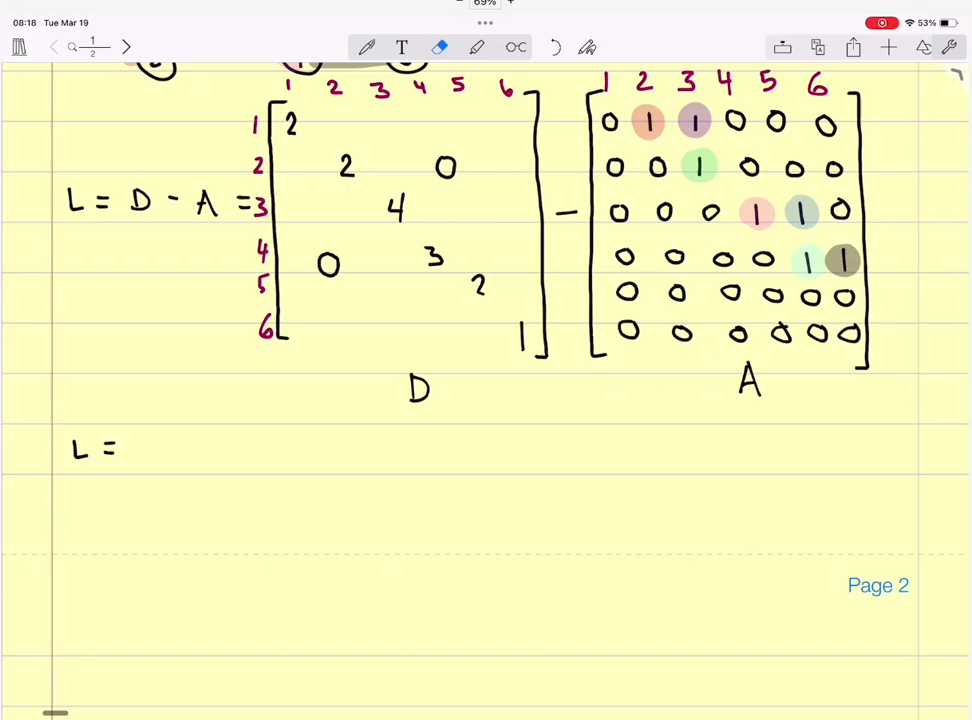 69%
08:18 Tue Mar 19
53%
1
2
T
1 2 3 4 5 6 1 2 3 4 5 6
1 2 0 1 1 0 0 0
2 2 0 0 0 1 0 0 0
L = D - A = 3 4 - 0 0 0 1 1 0
4 0 3 0 0 0 0 1 1
5 2 0 0 0 0 0 0
6 1 0 0 0 0 0 0
D A
L =
Page 2